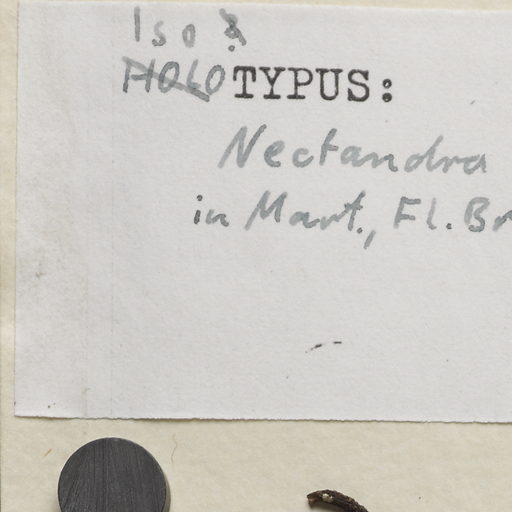 Iso
HOLOTYPUS:
Nectandra
in Mart., Fl. Br